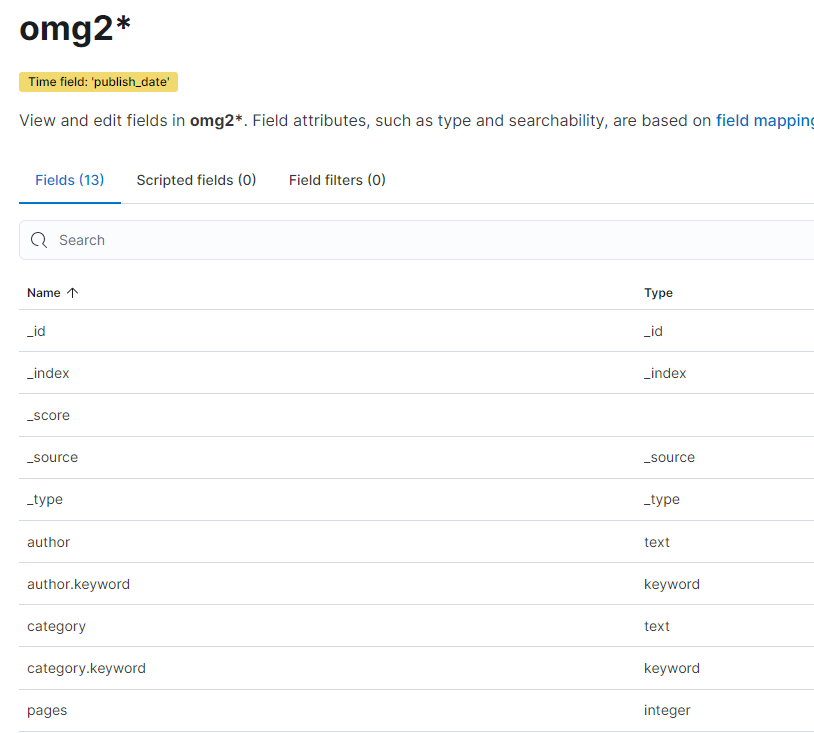 omg2*
Time field: 'publish_date'
View and edit fields in omg2*. Field attributes, such as type and searchability, are based on field mapping
Fields (13) Scripted fields (0) Field filters (0)
Search
Name Type
_id _id
_index _index
_score
_source _source
_type _type
author text
author.keyword keyword
category text
category.keyword keyword
pages integer